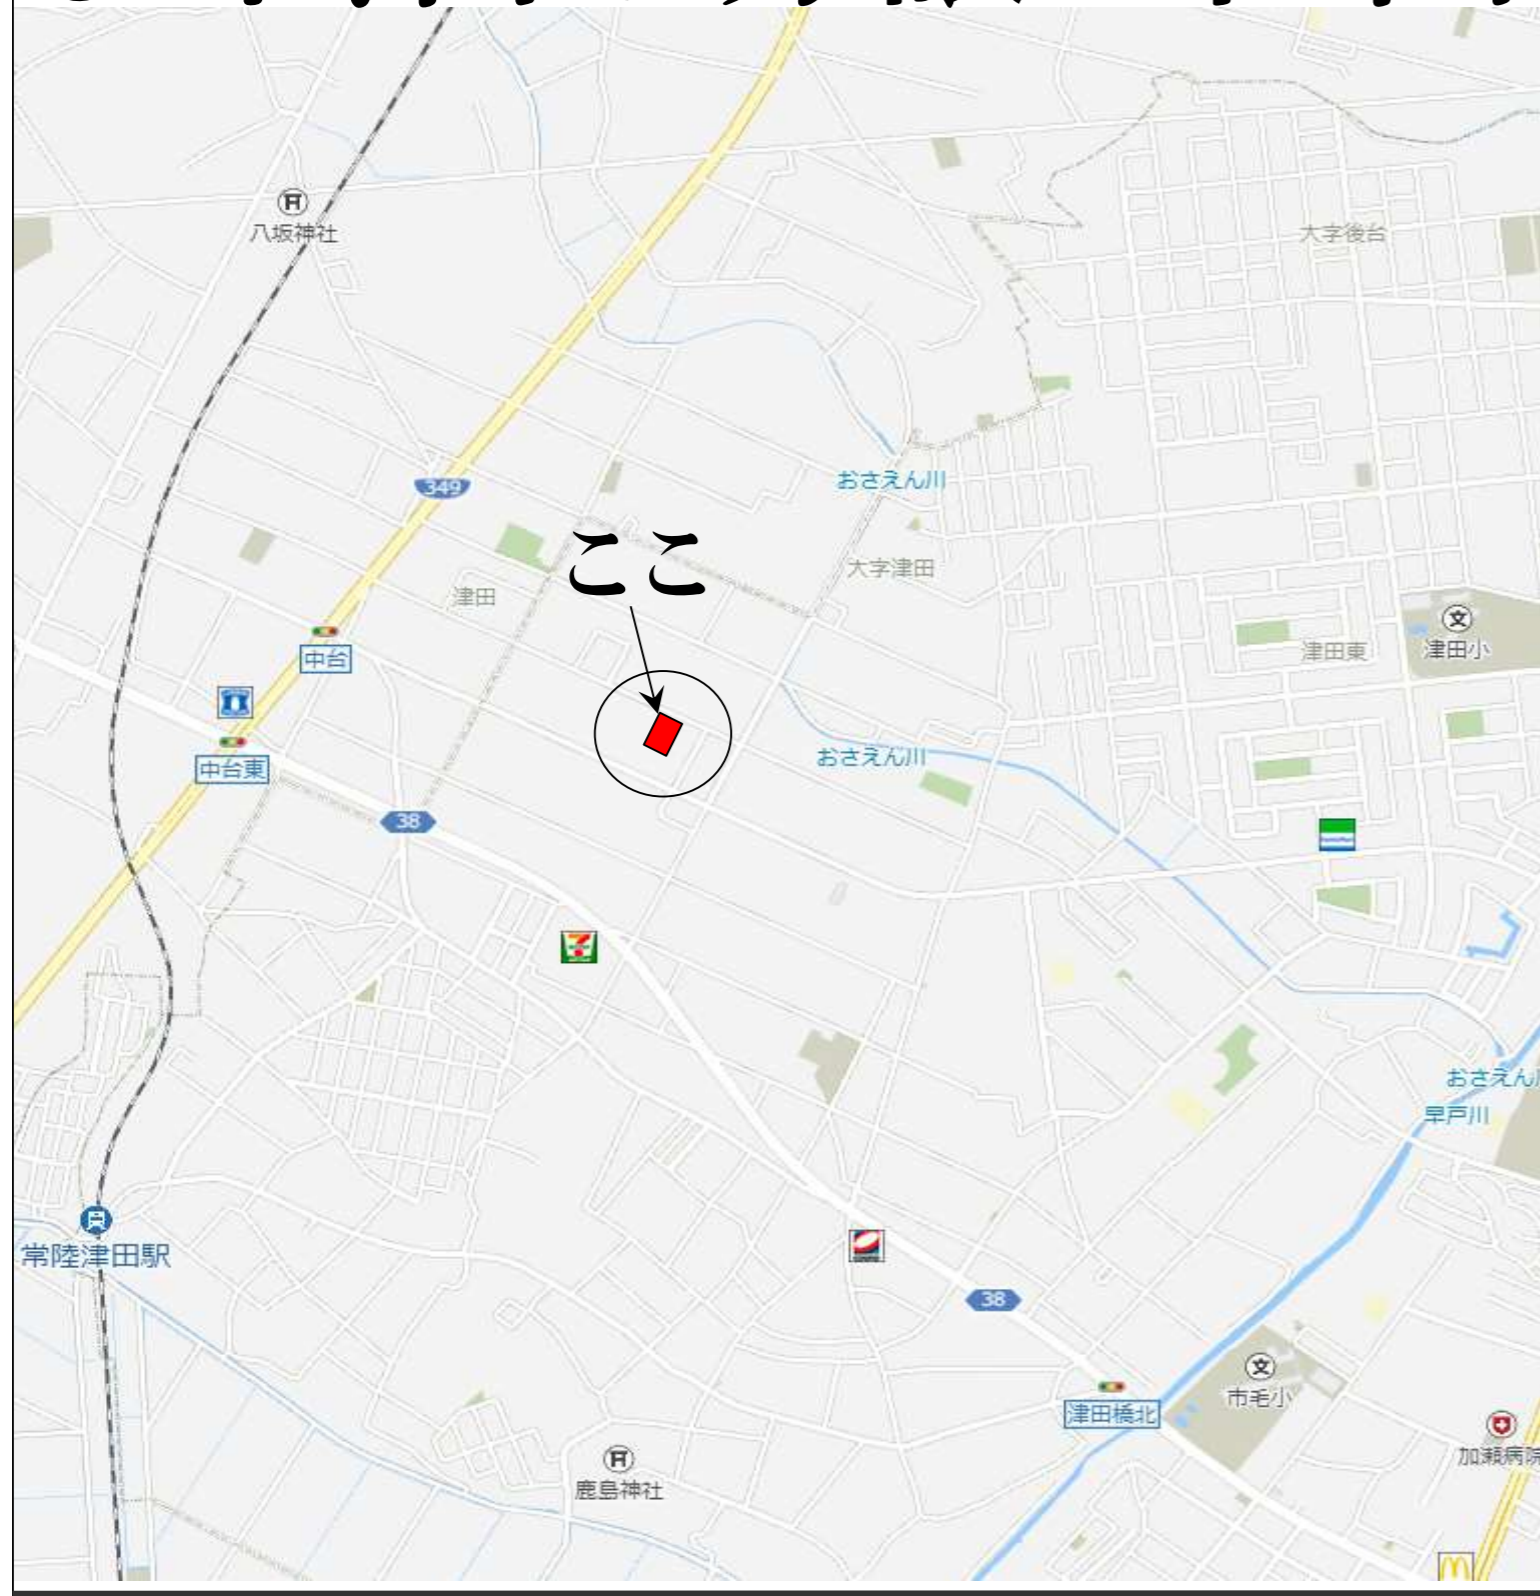 八坂神社
大字後台
おさえん川
349
ここ
大字津田
津田
津田小
津田東
中台
おさえん川
中台東
38
7
おさえん川
早戸川
常陸津田駅
38
市毛小
津田橋北
加瀬病院
鹿島神社